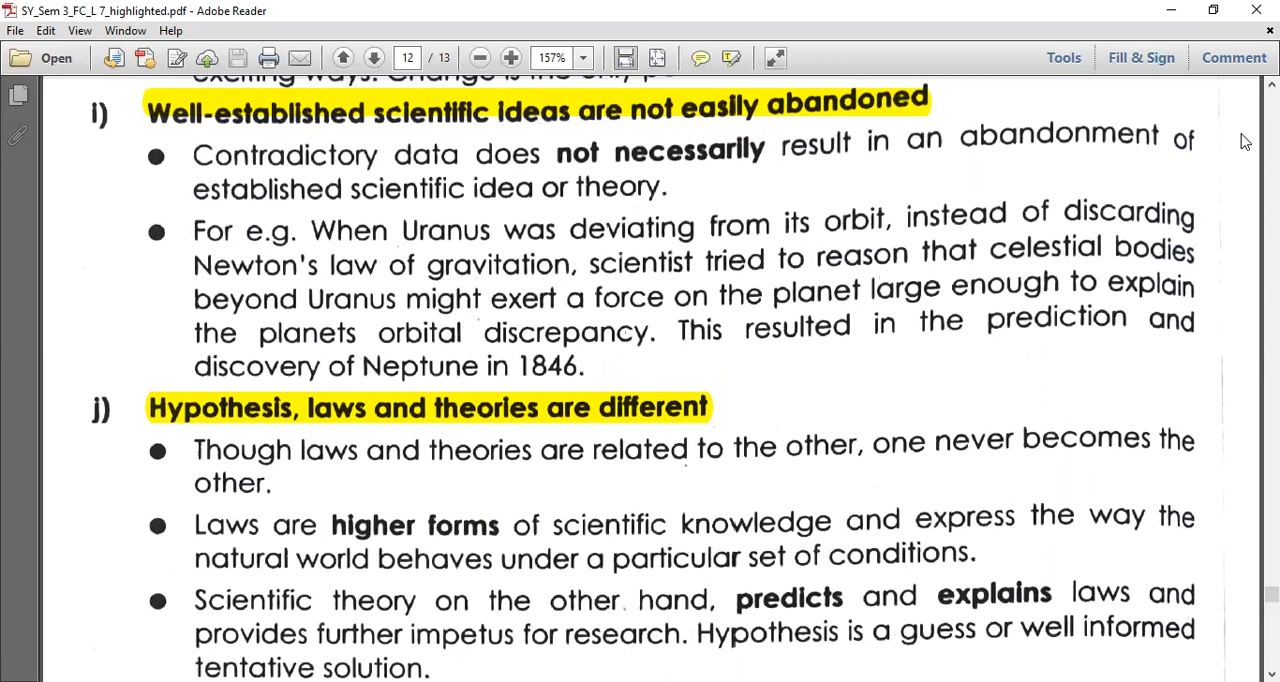 SY_Sem 3_FC_L 7_highlighted.pdf - Adobe Reader
File Edit View Window Help
Open 12 / 13 157% Tools Fill & Sign Comment
i) Well-established scientific ideas are not easily abandoned
● Contradictory data does not necessarily result in an abandonment of
established scientific idea or theory.
● For e.g. When Uranus was deviating from its orbit, instead of discarding
Newton's law of gravitation, scientist tried to reason that celestial bodies
beyond Uranus might exert a force on the planet large enough to explain
the planets orbital discrepancy. This resulted in the prediction and
discovery of Neptune in 1846.
j) Hypothesis, laws and theories are different
● Though laws and theories are related to the other, one never becomes the
other.
● Laws are higher forms of scientific knowledge and express the way the
natural world behaves under a particular set of conditions.
● Scientific theory on the other hand, predicts and explains laws and
provides further impetus for research. Hypothesis is a guess or well informed
tentative solution.